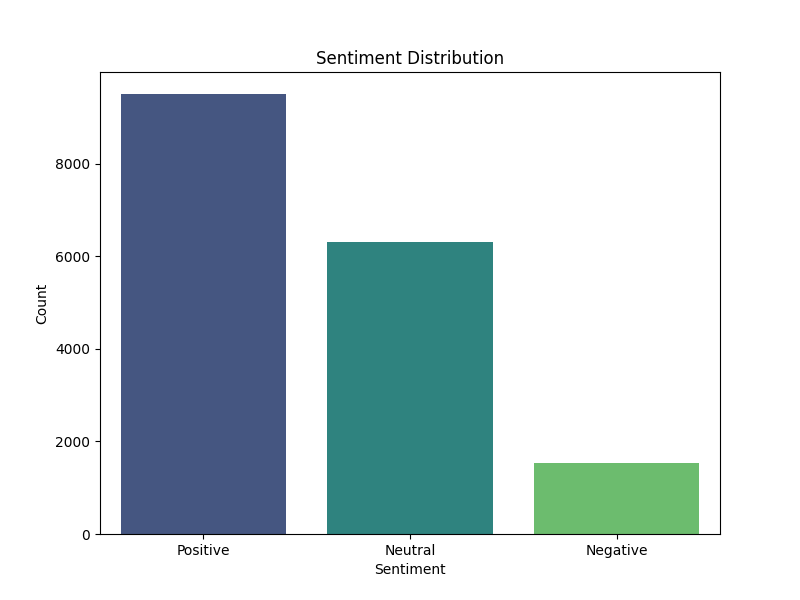 Sentiment Distribution
8000
6000
4000
2000
0
Count
Positive
Neutral
Negative
Sentiment